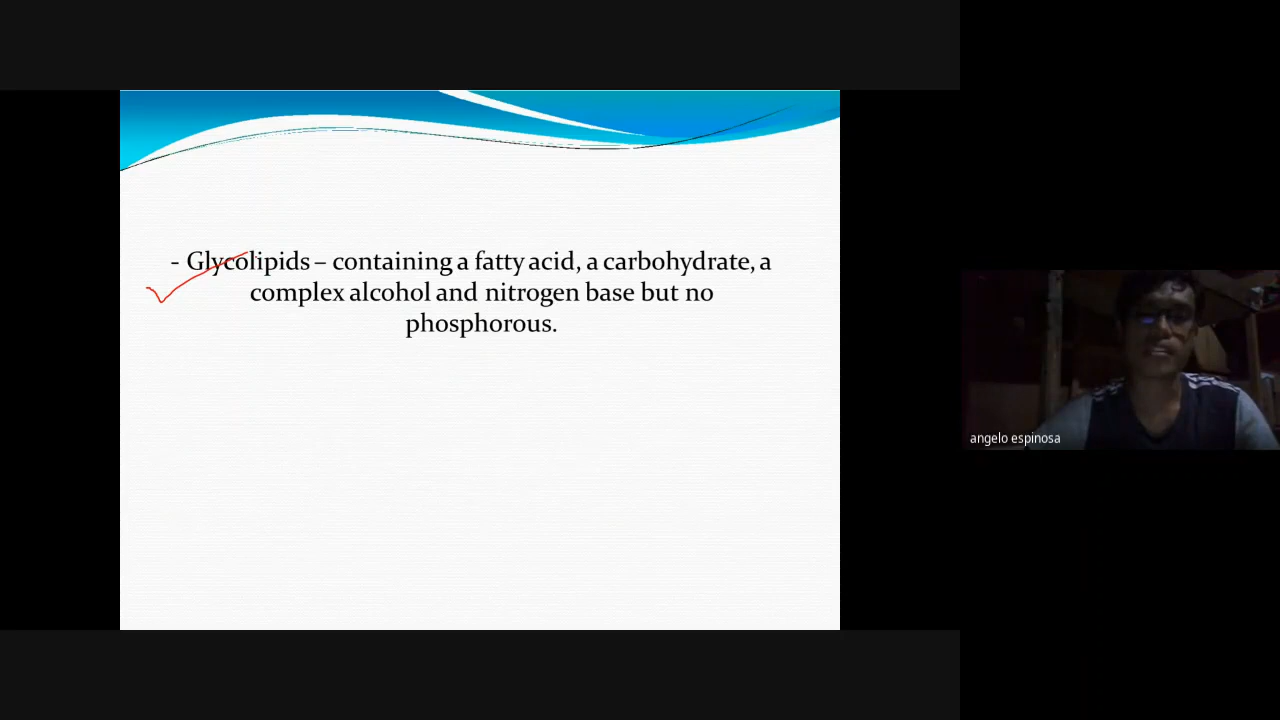 - Glycolipids – containing a fatty acid, a carbohydrate, a
complex alcohol and nitrogen base but no
phosphorous.
angelo espinosa